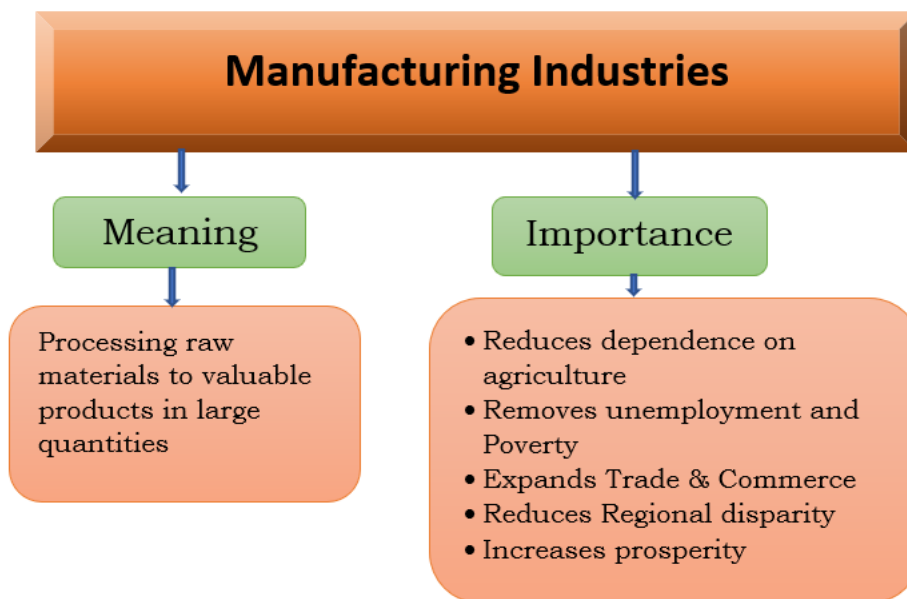 Manufacturing Industries
Meaning
Importance
Processing raw
materials to valuable
products in large
quantities
• Reduces dependence on
agriculture
• Removes unemployment and
Poverty
• Expands Trade & Commerce
• Reduces Regional disparity
• Increases prosperity